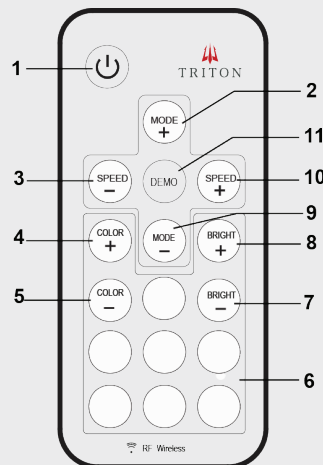 1
TRITON
2
MODE
+
11
3
SPEED
−
DEMO
SPEED
+
10
9
4
COLOR
+
MODE
−
BRIGHT
+
8
5
COLOR
−
BRIGHT
−
7
6
RF Wireless